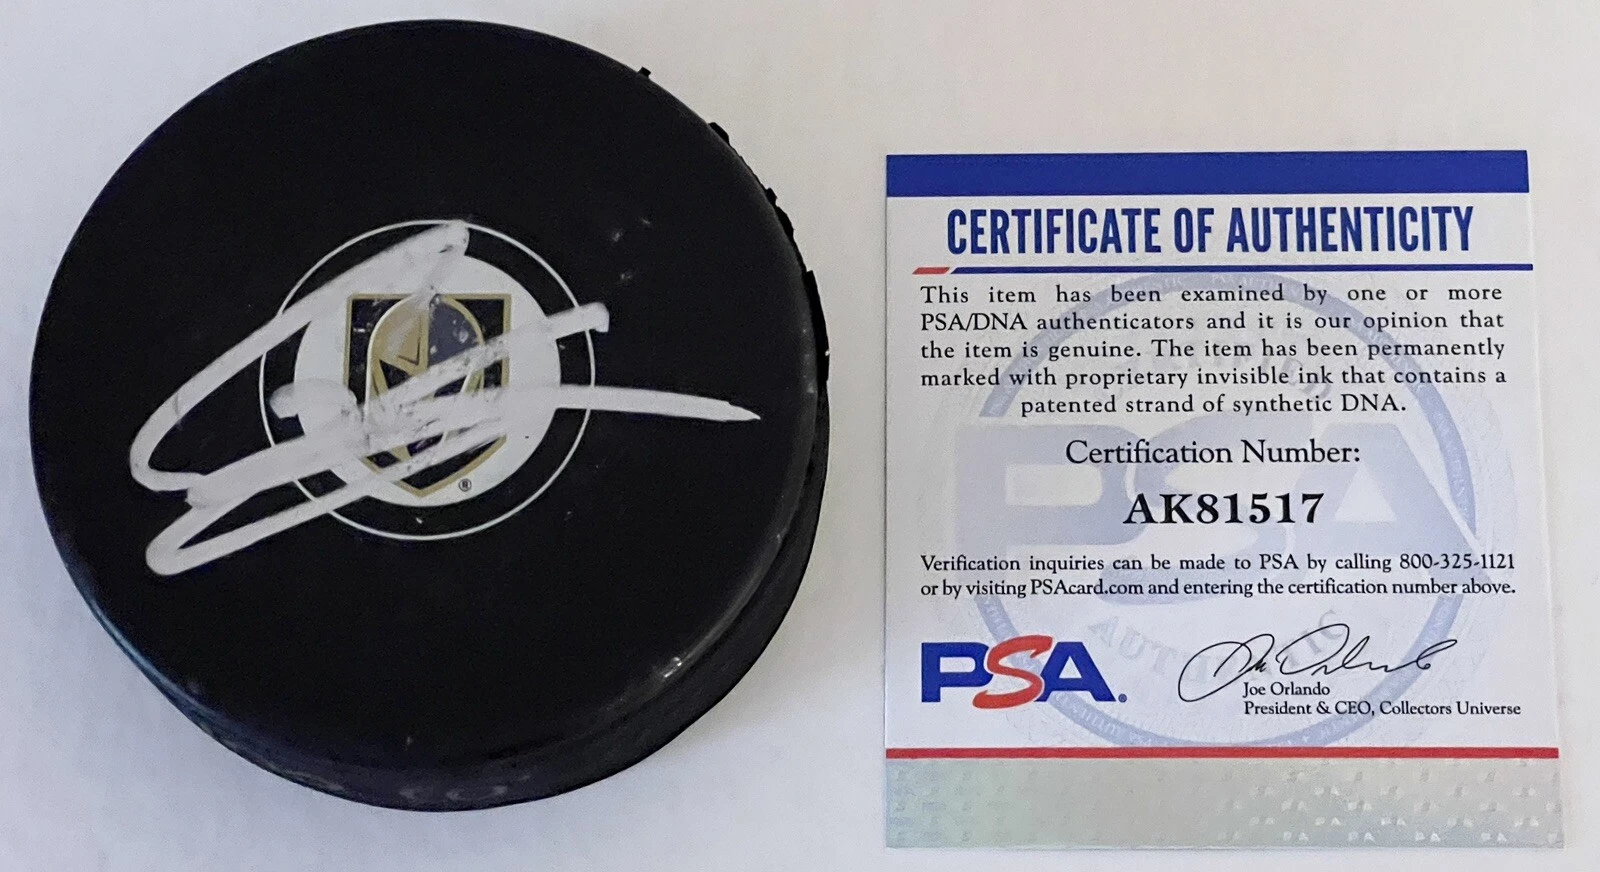 ®
CERTIFICATE OF AUTHENTICITY
This item has been examined by one or more
PSA/DNA authenticators and it is our opinion that
the item is genuine. The item has been permanently
marked with proprietary invisible ink that contains a
patented strand of synthetic DNA.
Certification Number:
AK81517
Verification inquiries can be made to PSA by calling 800-325-1121
or by visiting PSAcard.com and entering the certification number above.
PSA®
Joe Orlando
President & CEO, Collectors Universe